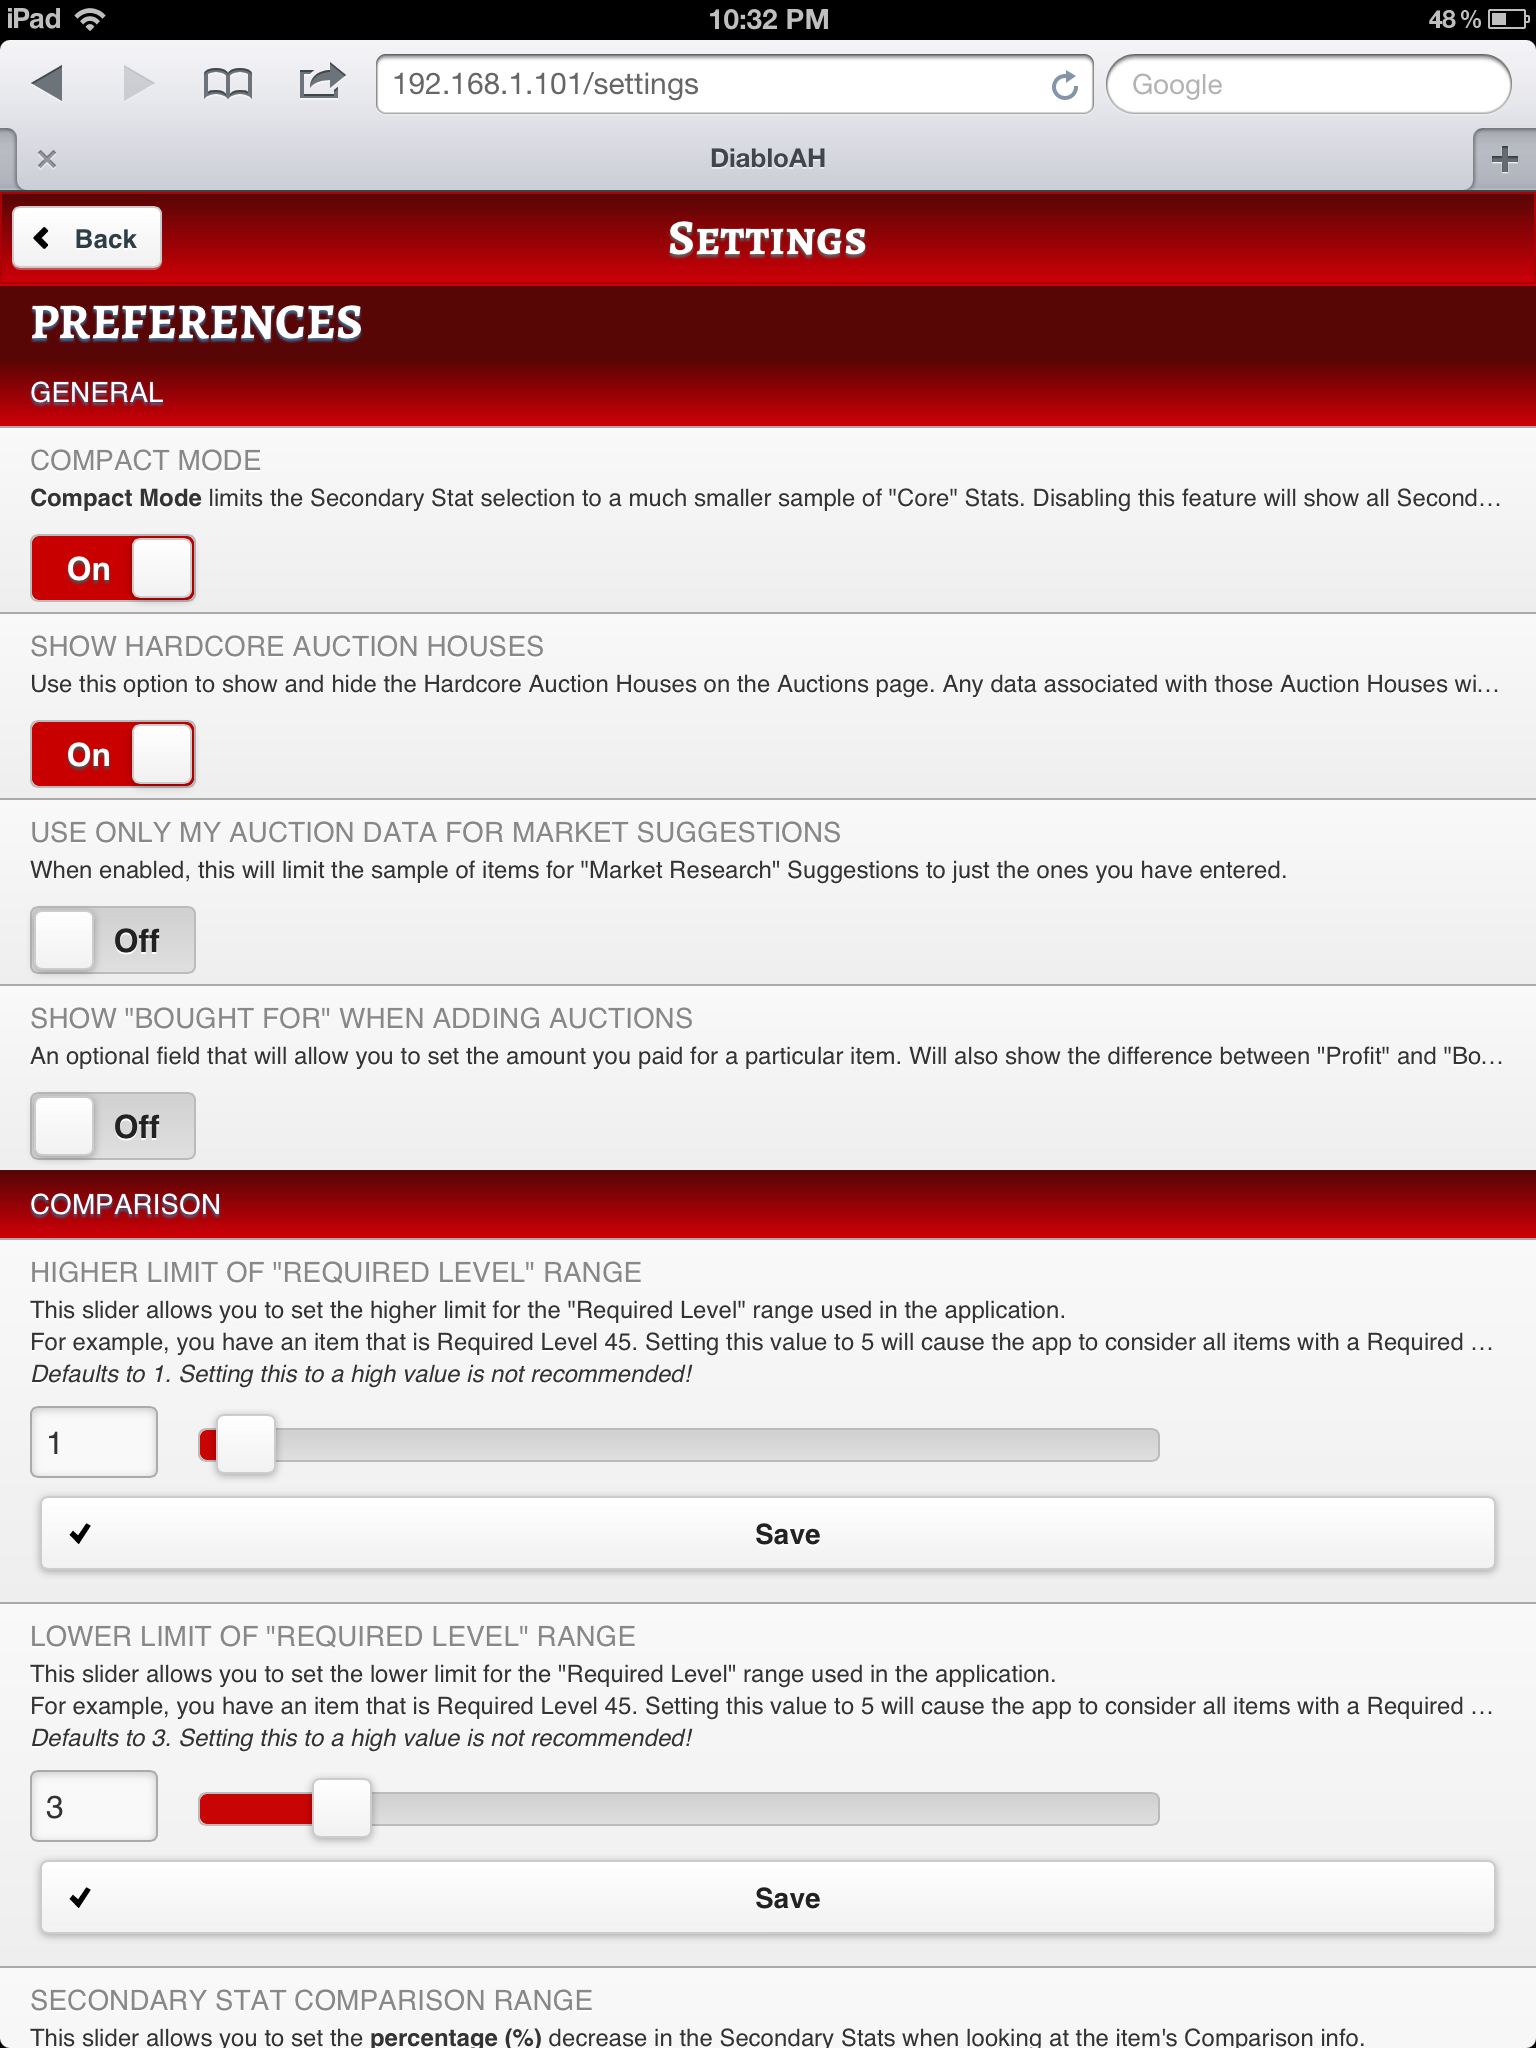 iPad 10:32 PM 48 %
192.168.1.101/settings Google
DiabloAH
Back SETTINGS
PREFERENCES
GENERAL
COMPACT MODE
Compact Mode limits the Secondary Stat selection to a much smaller sample of "Core" Stats. Disabling this feature will show all Second…
On
SHOW HARDCORE AUCTION HOUSES
Use this option to show and hide the Hardcore Auction Houses on the Auctions page. Any data associated with those Auction Houses wi…
On
USE ONLY MY AUCTION DATA FOR MARKET SUGGESTIONS
When enabled, this will limit the sample of items for "Market Research" Suggestions to just the ones you have entered.
Off
SHOW "BOUGHT FOR" WHEN ADDING AUCTIONS
An optional field that will allow you to set the amount you paid for a particular item. Will also show the difference between "Profit" and "Bo…
Off
COMPARISON
HIGHER LIMIT OF "REQUIRED LEVEL" RANGE
This slider allows you to set the higher limit for the "Required Level" range used in the application.
For example, you have an item that is Required Level 45. Setting this value to 5 will cause the app to consider all items with a Required …
Defaults to 1. Setting this to a high value is not recommended!
1
Save
LOWER LIMIT OF "REQUIRED LEVEL" RANGE
This slider allows you to set the lower limit for the "Required Level" range used in the application.
For example, you have an item that is Required Level 45. Setting this value to 5 will cause the app to consider all items with a Required …
Defaults to 3. Setting this to a high value is not recommended!
3
Save
SECONDARY STAT COMPARISON RANGE
This slider allows you to set the percentage (%) decrease in the Secondary Stats when looking at the item's Comparison info.